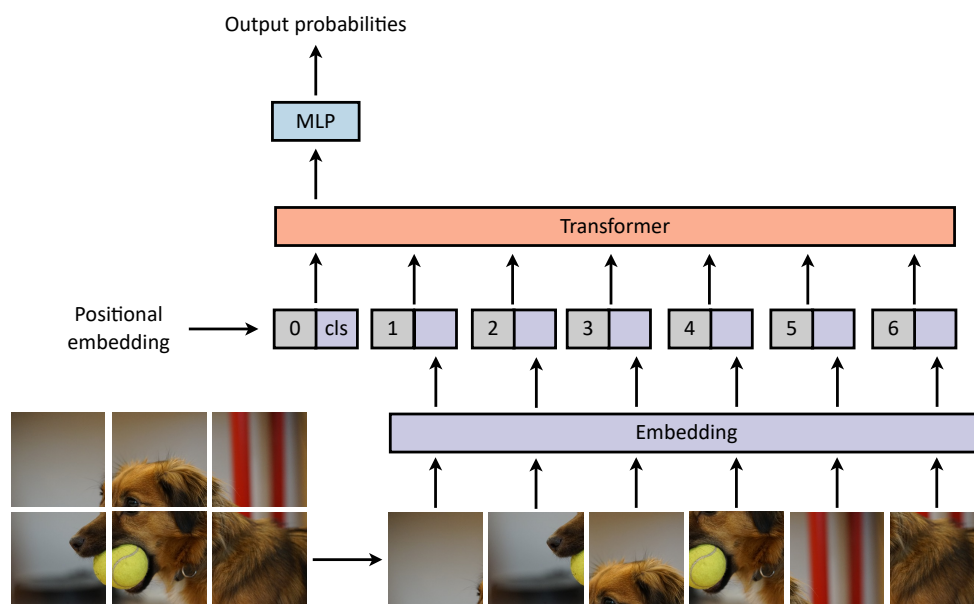 Output probabilities
MLP
Transformer
Positional
embedding
0 cls 1 2 3 4 5 6
Embedding